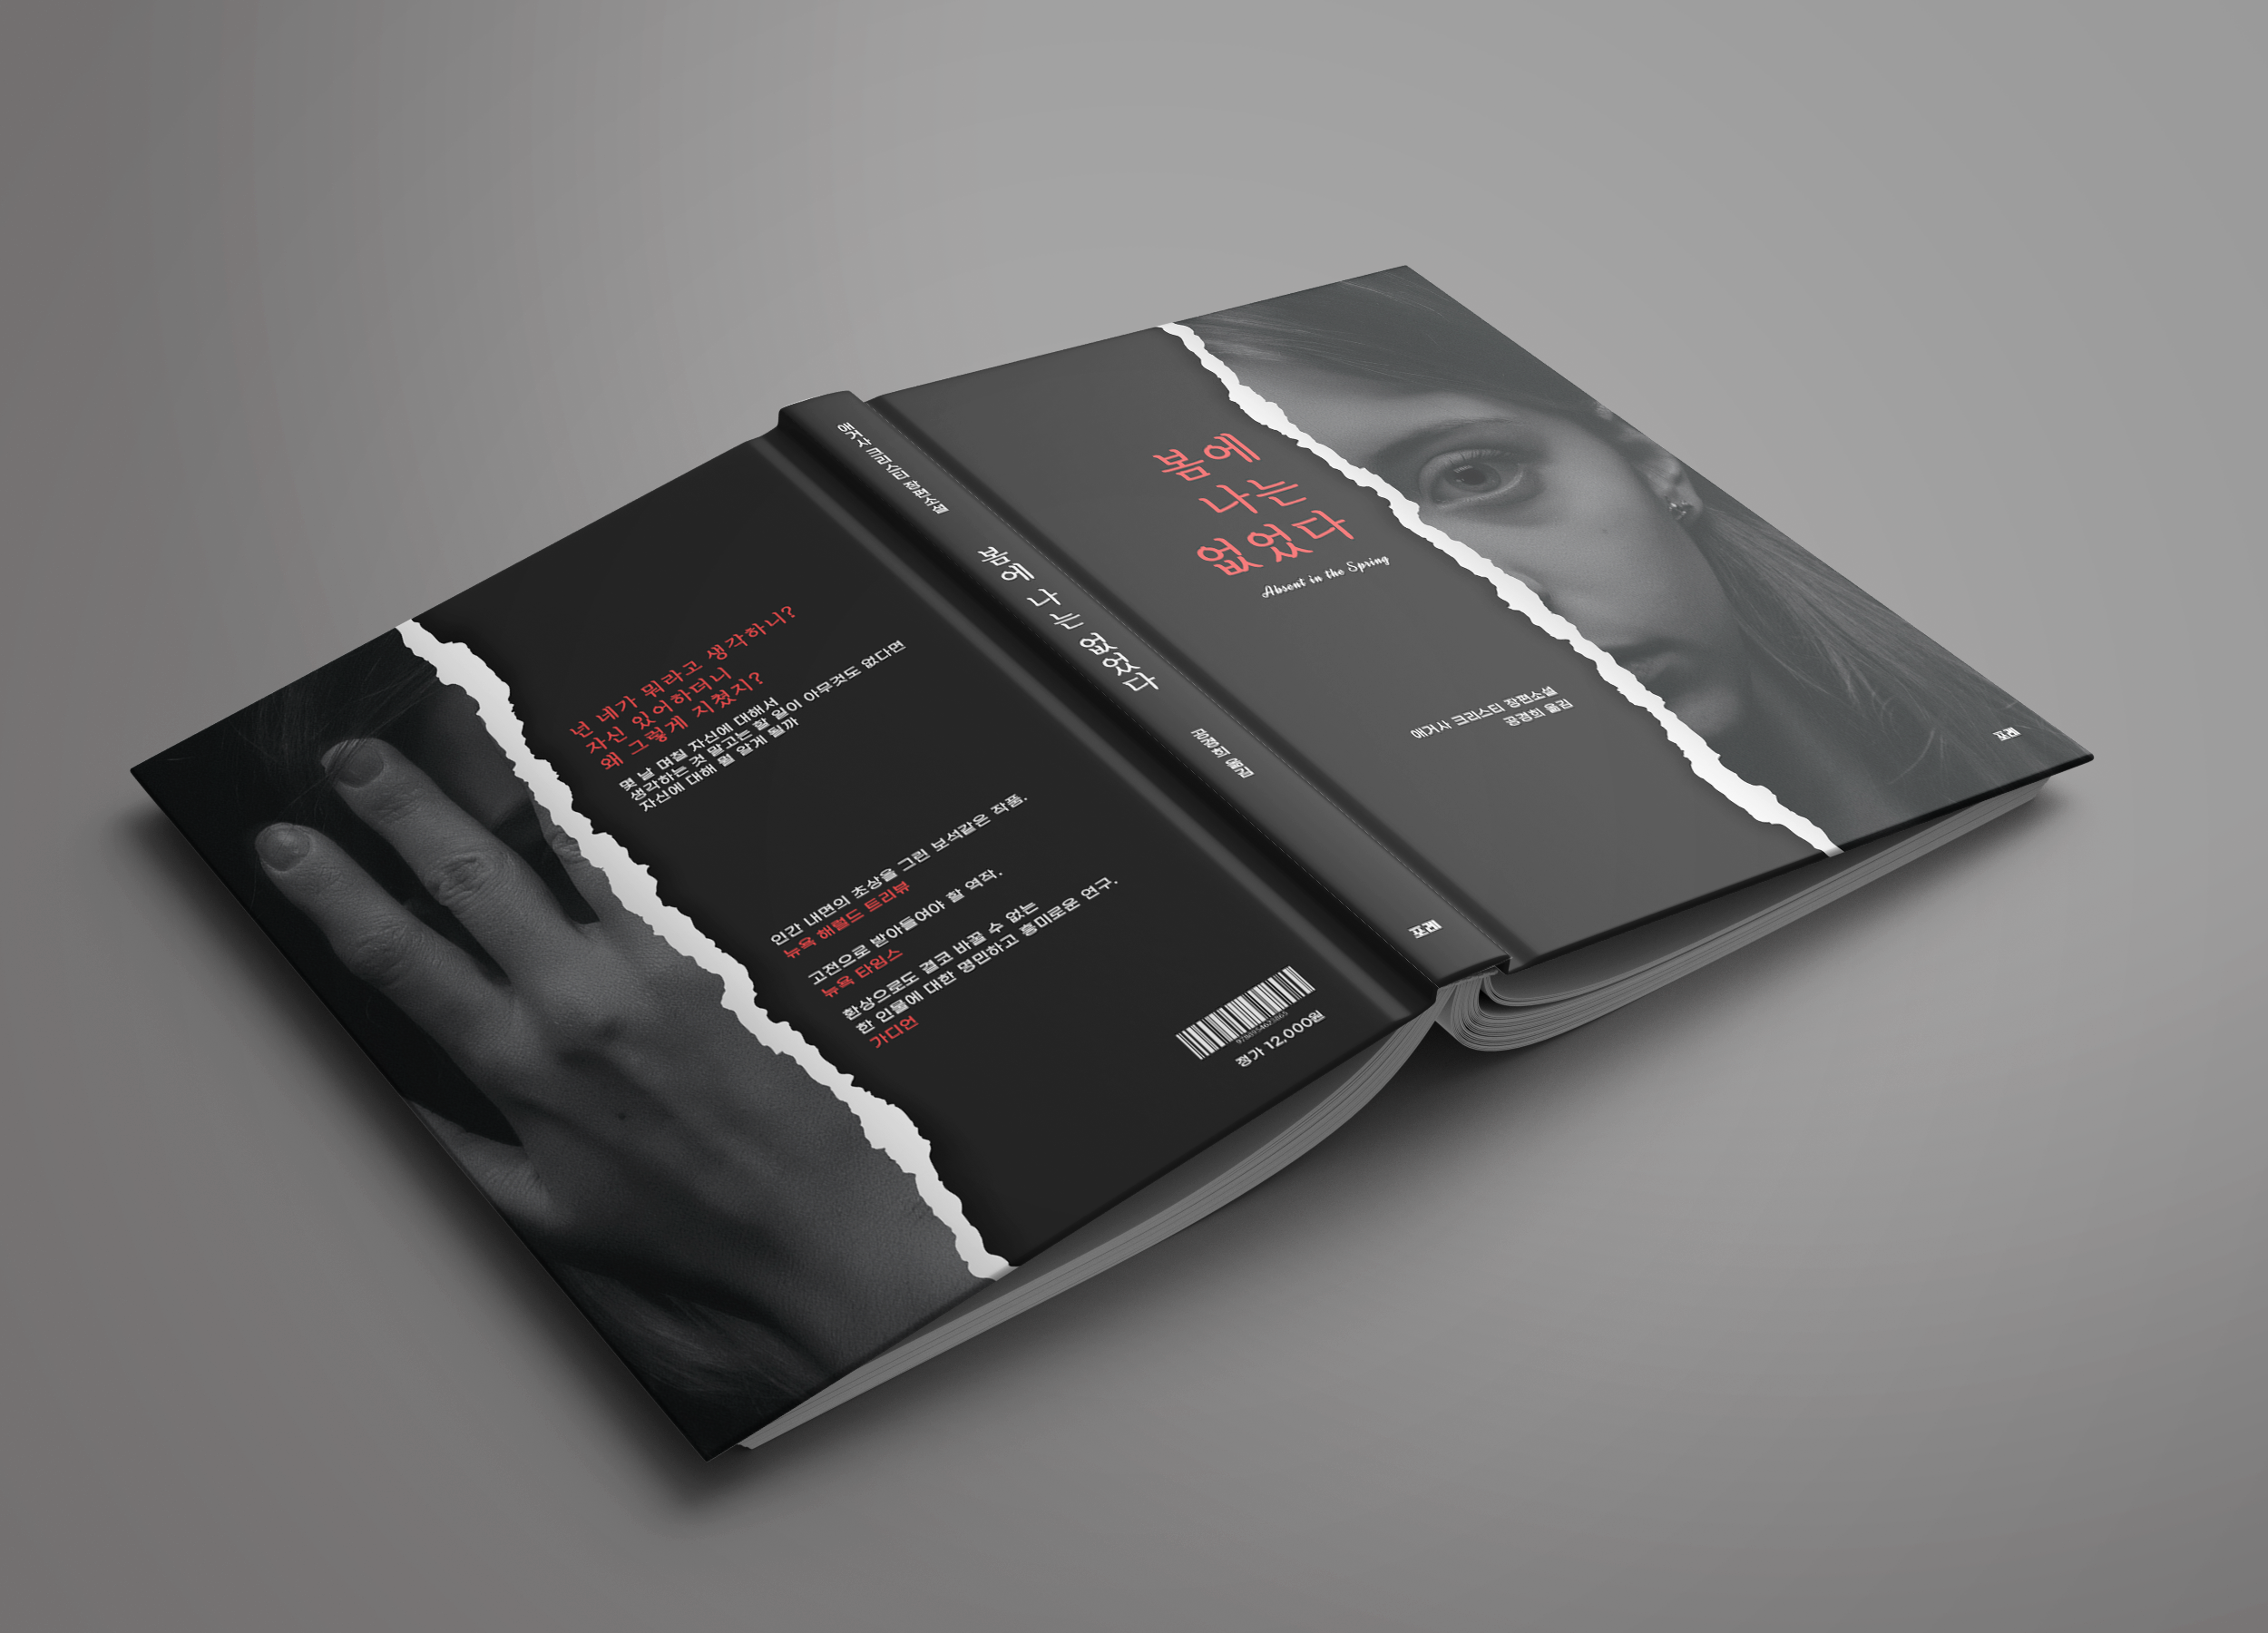 봄에
나는
없었다
Absent in the Spring
애거사 크리스티 장편소설
공경희 옮김
포레
애거사 크리스티 장편소설
봄에 나는 없었다
공경희 옮김
포레
넌 네가 뭐라고 생각하니?
자신 있어하더니
왜 그렇게 지쳤지?
몇 날 며칠 자신에 대해서
생각하는 것 말고는 할 일이 아무것도 없다면
자신에 대해 뭘 알게 될까
인간 내면의 초상을 그린 보석같은 작품.
뉴욕 해럴드 트리뷴
고전으로 받아들여야 할 역작.
뉴욕 타임스
환상으로도 결코 바꿀 수 없는
한 인물에 대한 명민하고 흥미로운 연구.
가디언
정가 12,000원